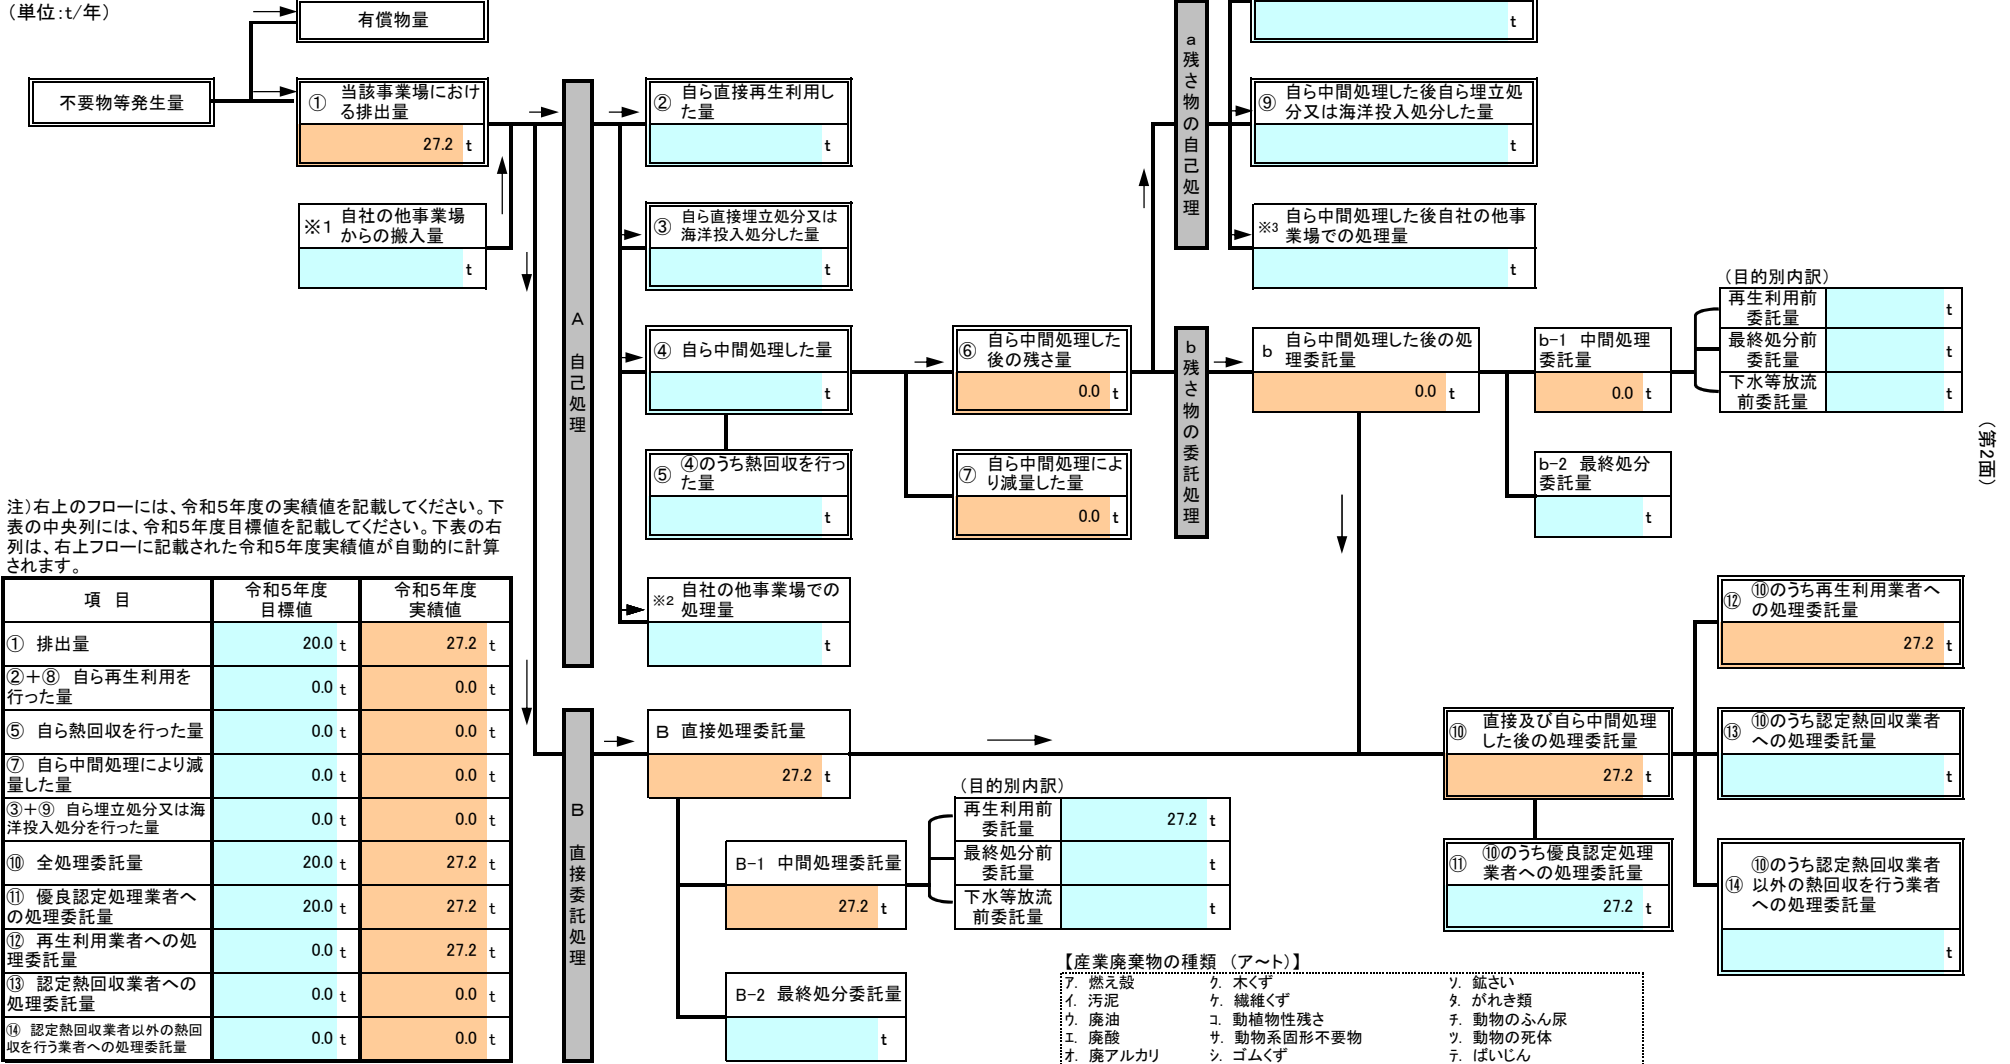 （単位：t/年）
有償物量
不要物等発生量
① 当該事業場におけ
る排出量
27.2 t
※1 自社の他事業場
からの搬入量
t
A
自己処理
② 自ら直接再生利用し
た量
t
③ 自ら直接埋立処分又は
海洋投入処分した量
t
④ 自ら中間処理した量
t
⑤ ④のうち熱回収を行っ
た量
t
※2 自社の他事業場での
処理量
t
⑥ 自ら中間処理した
後の残さ量
0.0 t
⑦ 自ら中間処理によ
り減量した量
0.0 t
a残さ物の自己処理
t
⑨ 自ら中間処理した後自ら埋立処
分又は海洋投入処分した量
t
※3 自ら中間処理した後自社の他事
業場での処理量
t
b残さ物の委託処理
b 自ら中間処理した後の処
理委託量
0.0 t
b-1 中間処理
委託量
0.0 t
b-2 最終処分
委託量
t
（目的別内訳）
再生利用前
委託量
t
最終処分前
委託量
t
下水等放流
前委託量
t
（第2面）
注）右上のフローには、令和5年度の実績値を記載してください。下
表の中央列には、令和5年度目標値を記載してください。下表の右
列は、右上フローに記載された令和5年度実績値が自動的に計算
されます。
項 目 令和5年度 目標値 令和5年度 実績値
① 排出量 20.0 t 27.2 t
②＋⑧ 自ら再生利用を
行った量 0.0 t 0.0 t
⑤ 自ら熱回収を行った量 0.0 t 0.0 t
⑦ 自ら中間処理により減
量した量 0.0 t 0.0 t
③＋⑨ 自ら埋立処分又は海
洋投入処分を行った量 0.0 t 0.0 t
⑩ 全処理委託量 20.0 t 27.2 t
⑪ 優良認定処理業者へ
の処理委託量 20.0 t 27.2 t
⑫ 再生利用業者への処
理委託量 0.0 t 27.2 t
⑬ 認定熱回収業者への
処理委託量 0.0 t 0.0 t
⑭ 認定熱回収業者以外の熱回
収を行う業者への処理委託量 0.0 t 0.0 t
B
直接委託処理
B 直接処理委託量
27.2 t
B-1 中間処理委託量
27.2 t
B-2 最終処分委託量
t
（目的別内訳）
再生利用前
委託量
27.2 t
最終処分前
委託量
t
下水等放流
前委託量
t
⑩ 直接及び自ら中間処理
した後の処理委託量
27.2 t
⑪ ⑩のうち優良認定処理
業者への処理委託量
27.2 t
⑫ ⑩のうち再生利用業者へ
の処理委託量
27.2 t
⑬ ⑩のうち認定熱回収業者
への処理委託量
t
⑭ ⑩のうち認定熱回収業者
以外の熱回収を行う業者
への処理委託量
t
【産業廃棄物の種類 （ア～ト）】
ア. 燃え殻 ク. 木くず ソ. 鉱さい
イ. 汚泥 ケ. 繊維くず タ. がれき類
ウ. 廃油 コ. 動植物性残さ チ. 動物のふん尿
エ. 廃酸 サ. 動物系固形不要物 ツ. 動物の死体
オ. 廃アルカリ シ. ゴムくず テ. ばいじん